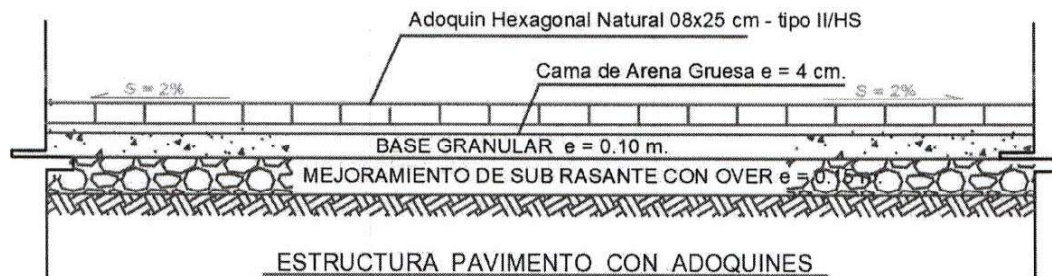 Adoquin Hexagonal Natural 08x25 cm - tipo II/HS
Cama de Arena Gruesa e = 4 cm.
S = 2%
S = 2%
BASE GRANULAR e = 0.10 m.
MEJORAMIENTO DE SUB RASANTE CON OVER e = 0.15 m.
ESTRUCTURA PAVIMENTO CON ADOQUINES